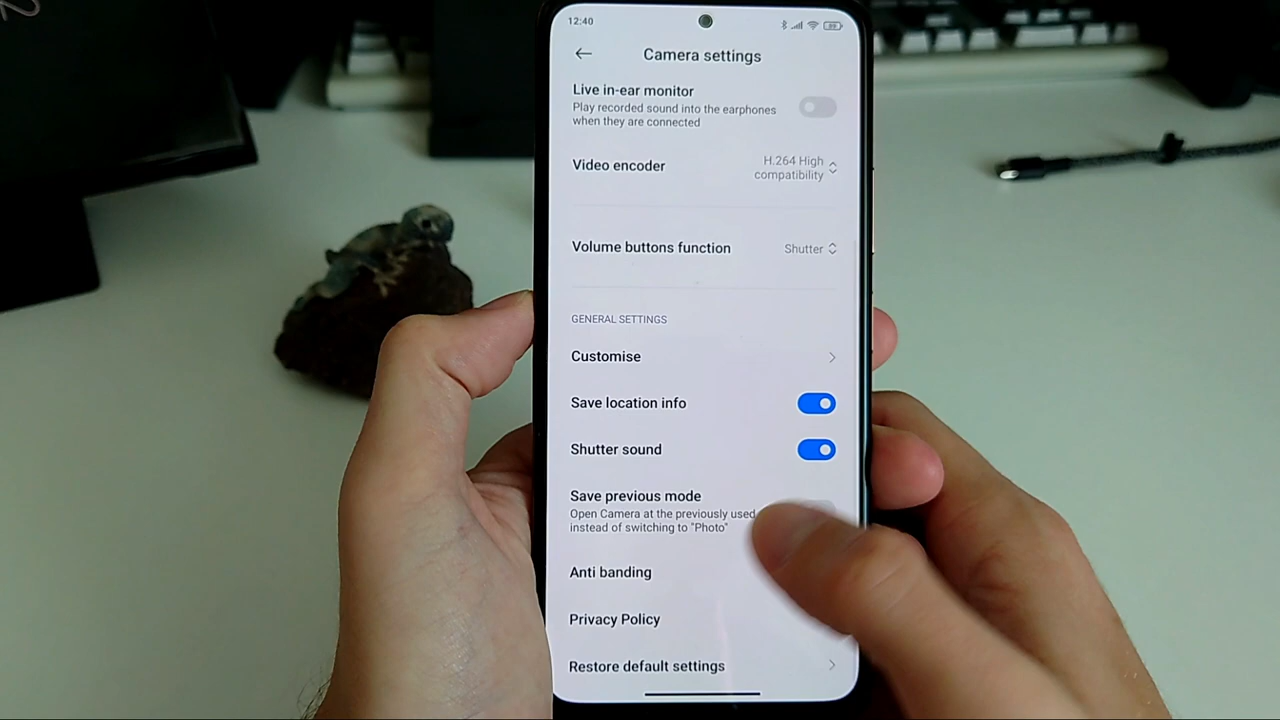 12:40
Camera settings
Live in-ear monitor
Play recorded sound into the earphones
when they are connected
Video encoder
H.264 High
compatibility
Volume buttons function
Shutter
GENERAL SETTINGS
Customise
Save location info
Shutter sound
Save previous mode
Open Camera at the previously used
instead of switching to "Photo"
Anti banding
Privacy Policy
Restore default settings